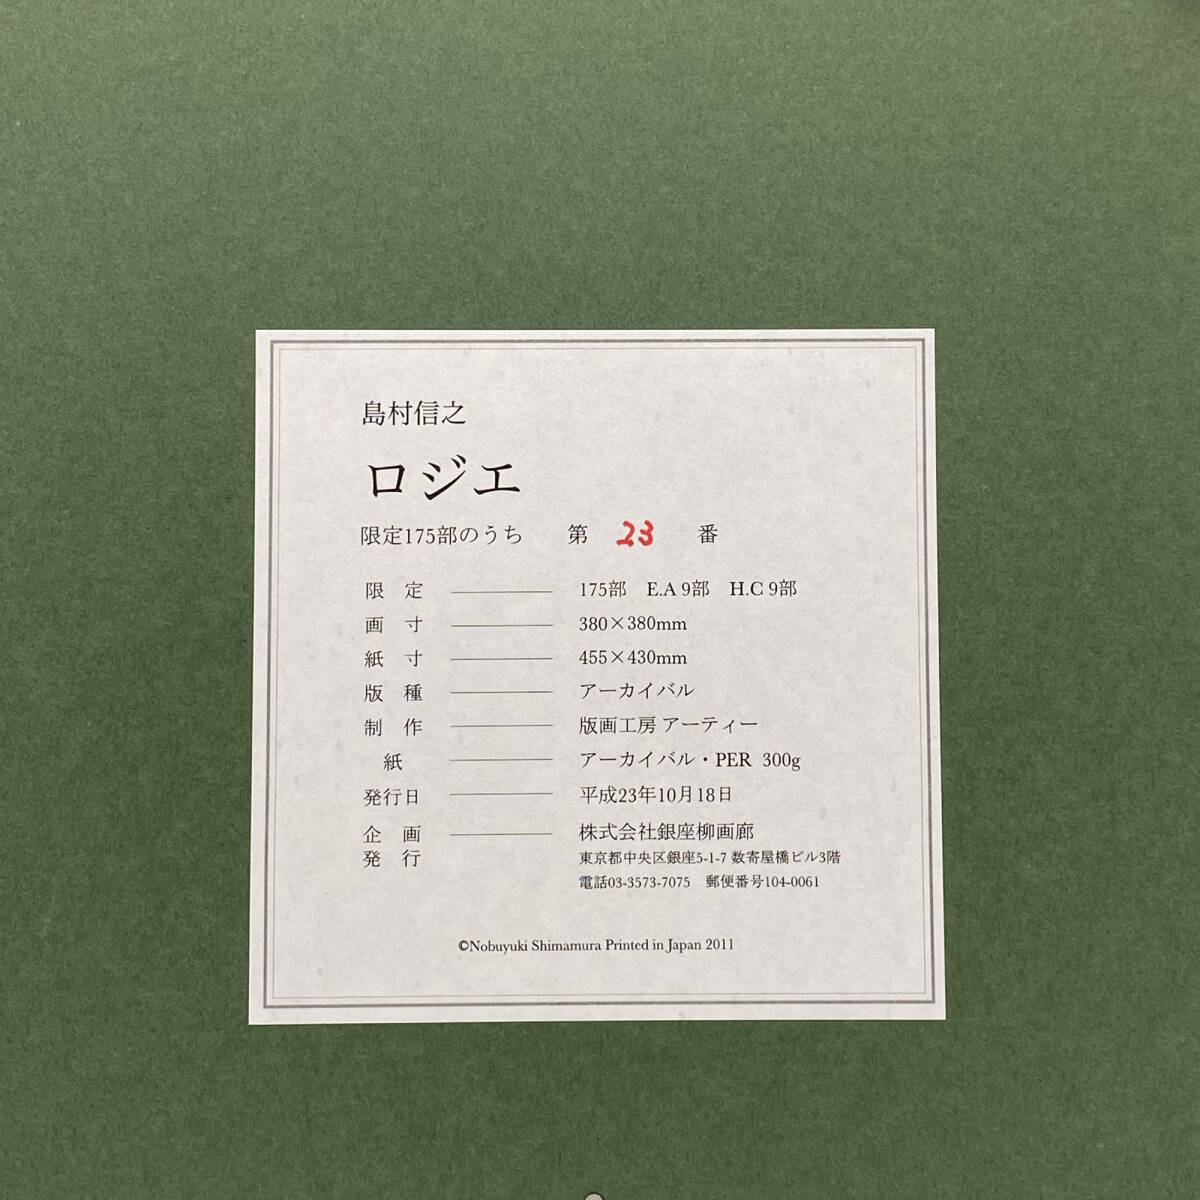 島村信之
ロジエ
限定175部のうち 第 23 番
限定 175部 E.A 9部 H.C 9部
画寸 380×380mm
紙寸 455×430mm
版種 アーカイバル
制作 版画工房 アーティー
紙 アーカイバル・PER 300g
発行日 平成23年10月18日
企画 株式会社銀座柳画廊
発行 東京都中央区銀座5-1-7 数寄屋橋ビル3階
電話03-3573-7075 郵便番号104-0061
©Nobuyuki Shimamura Printed in Japan 2011